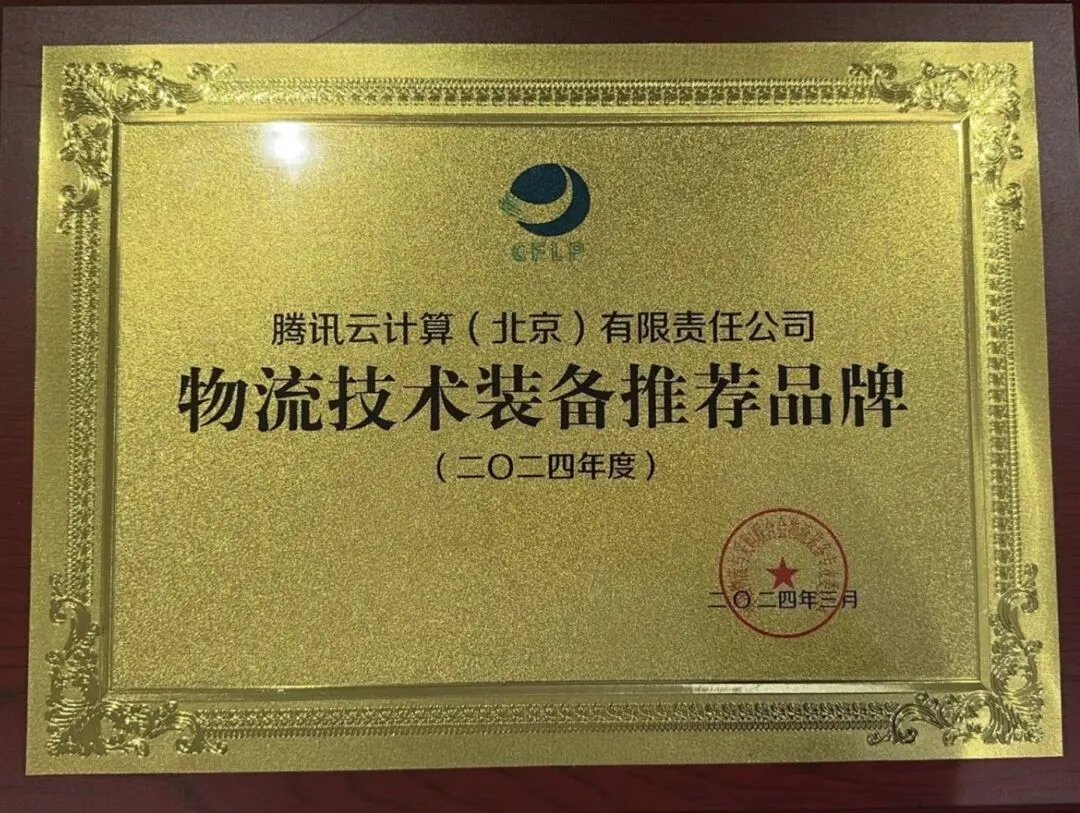 CFLP
腾讯云计算（北京）有限责任公司
物流技术装备推荐品牌
（二〇二四年度）
二〇二四年三月